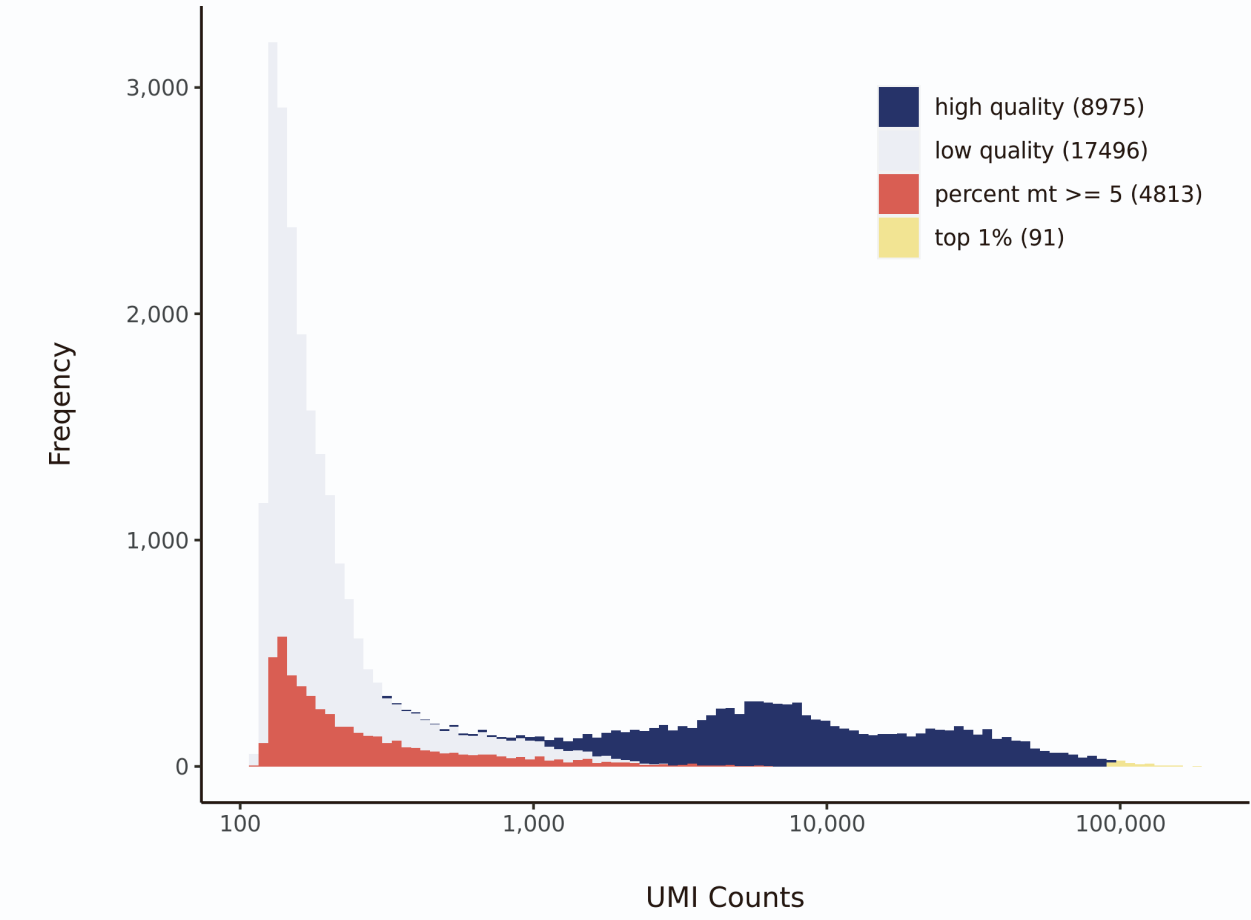 3,000
2,000
1,000
0
Freqency
high quality (8975)
low quality (17496)
percent mt >= 5 (4813)
top 1% (91)
100
1,000
10,000
100,000
UMI Counts